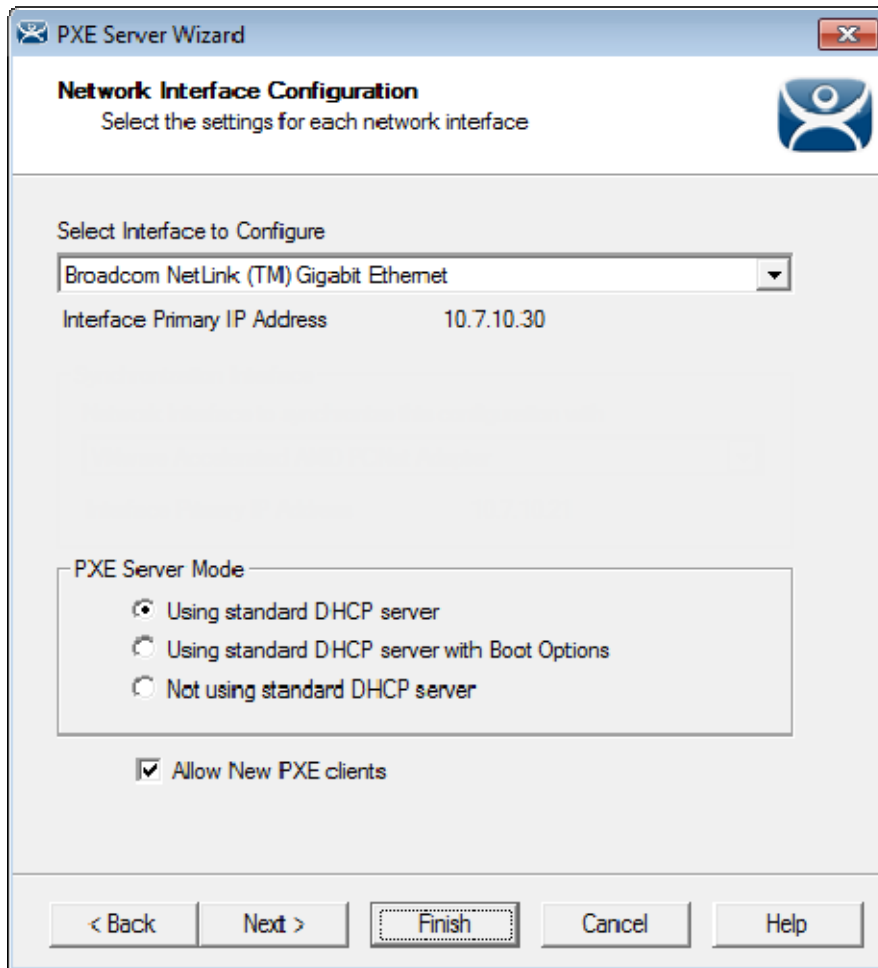 PXE Server Wizard
Network Interface Configuration
Select the settings for each network interface
Select Interface to Configure
Broadcom NetLink (TM) Gigabit Ethernet
Interface Primary IP Address 10.7.10.30
PXE Server Mode
Using standard DHCP server
Using standard DHCP server with Boot Options
Not using standard DHCP server
Allow New PXE clients
< Back Next > Finish Cancel Help